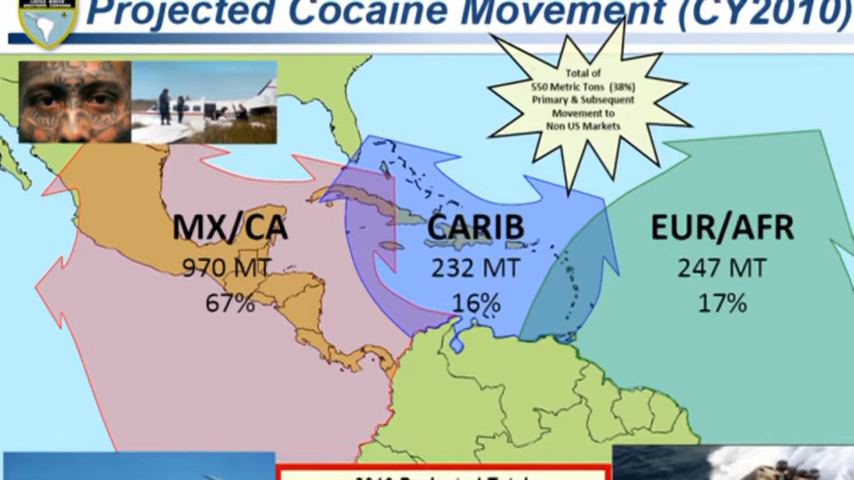 Projected Cocaine Movement (CY2010)
Total of
550 Metric Tons (38%)
Primary & Subsequent
Movement to
Non US Markets
MX/CA
970 MT
67%
CARIB
232 MT
16%
EUR/AFR
247 MT
17%